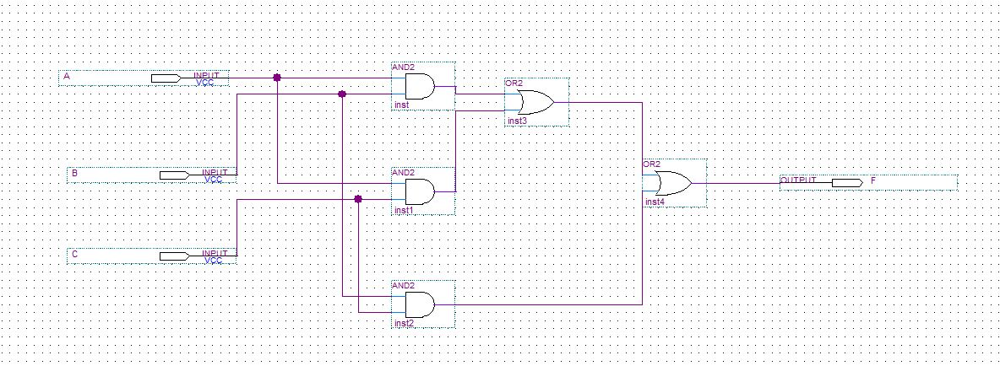 A
INPUT
VCC
AND2
inst
OR2
inst3
B
INPUT
VCC
AND2
inst1
OR2
inst4
OUTPUT
F
C
INPUT
VCC
AND2
inst2